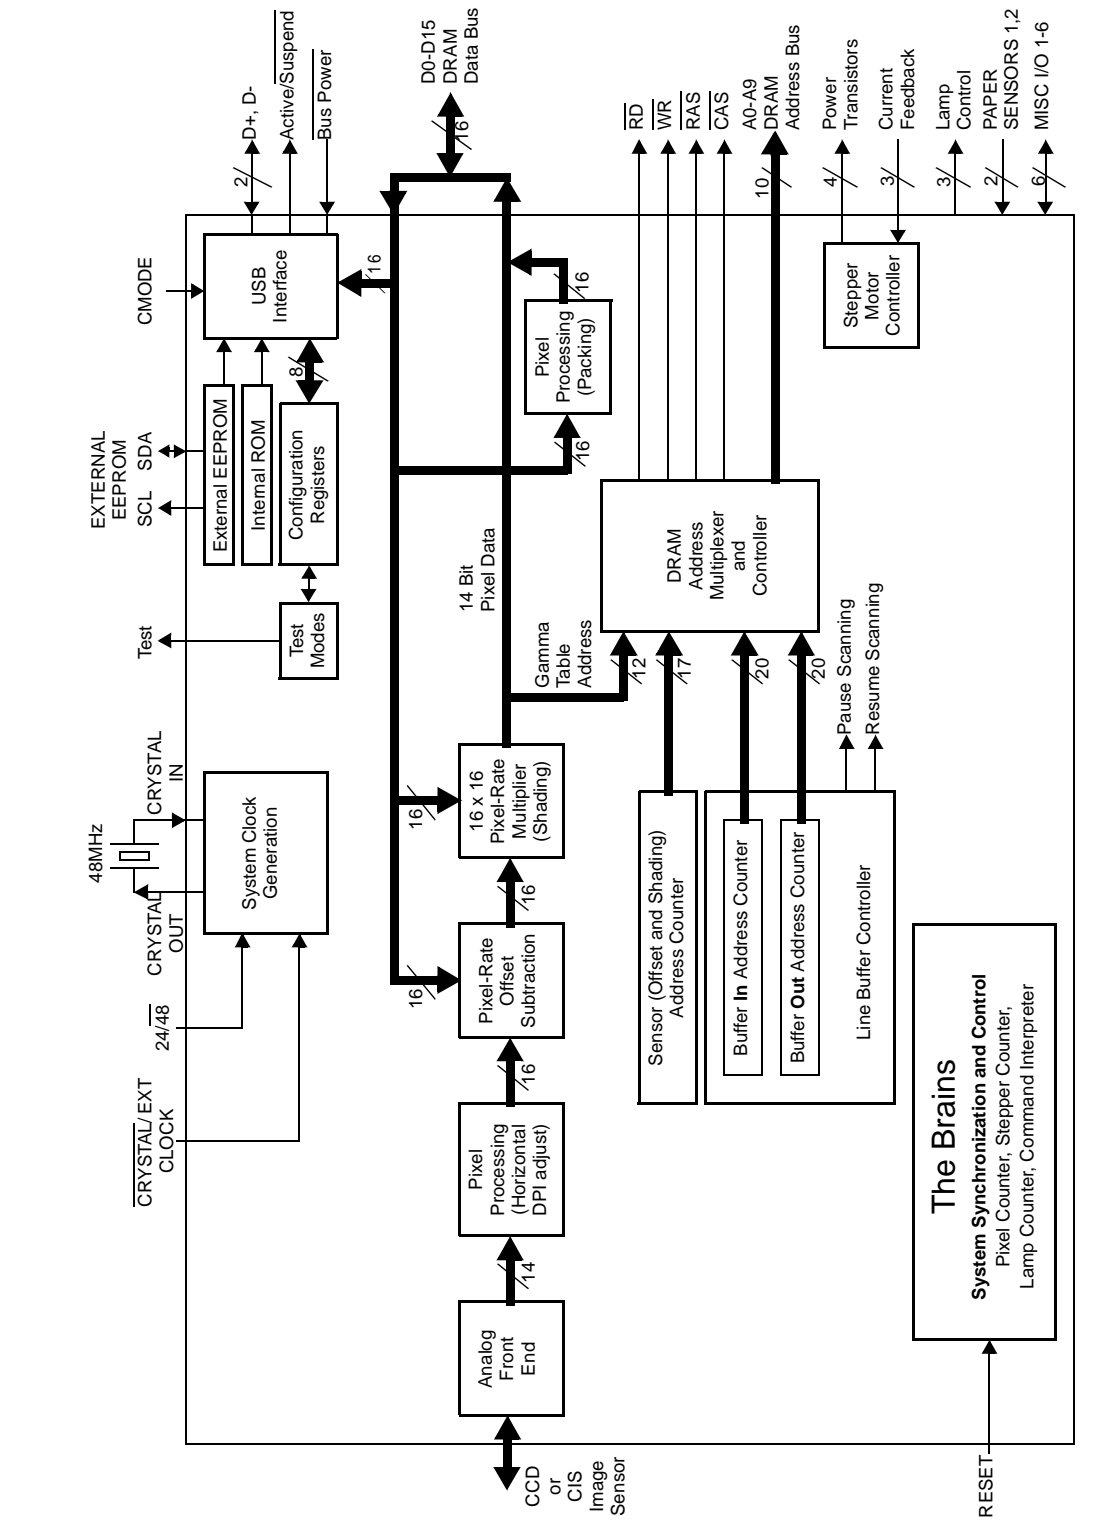 CMODE
EXTERNAL
EEPROM
SCL SDA
Test
CRYSTAL
IN
48MHz
CRYSTAL
OUT
24/48
CRYSTAL/ EXT
CLOCK
2
D+, D-
Active/Suspend
Bus Power
USB
Interface
16
8
External EEPROM
Internal ROM
Configuration
Registers
Test
Modes
System Clock
Generation
D0-D15
DRAM
Data Bus
16
16
Pixel
Processing
(Packing)
16
14 Bit
Pixel Data
Gamma
Table
Address
16
16 x 16
Pixel-Rate
Multiplier
(Shading)
16
16
Pixel-Rate
Offset
Subtraction
16
Pixel
Processing
(Horizontal
DPI adjust)
14
Analog
Front
End
CCD
or
CIS
Image
Sensor
RD
WR
RAS
CAS
A0-A9
DRAM
Address Bus
10
DRAM
Address
Multiplexer
and
Controller
12
17
20
20
Sensor (Offset and Shading)
Address Counter
Buffer In Address Counter
Buffer Out Address Counter
Line Buffer Controller
Pause Scanning
Resume Scanning
Power
Transistors
4
Current
Feedback
3
Stepper
Motor
Controller
Lamp
Control
3
PAPER
SENSORS 1,2
2
MISC I/O 1-6
6
The Brains
System Synchronization and Control
Pixel Counter, Stepper Counter,
Lamp Counter, Command Interpreter
RESET